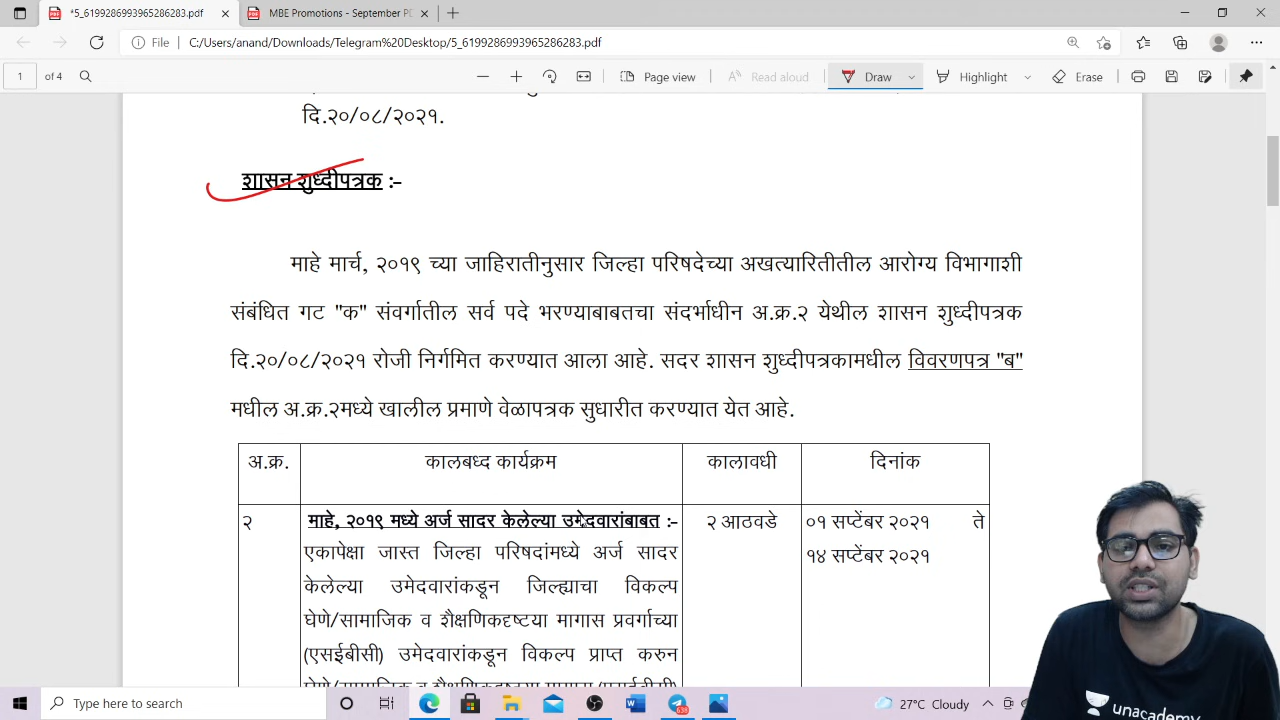 *5_6199286993965286283.pdf
MBE Promotions - September PD
File
C:/Users/anand/Downloads/Telegram%20Desktop/5_6199286993965286283.pdf
1 of 4
Page view
Read aloud
Draw
Highlight
Erase
दि.२०/०८/२०२१.
शासन शुध्दीपत्रक :-
माहे मार्च, २०१९ च्या जाहिरातीनुसार जिल्हा परिषदेच्या अखत्यारितीतील आरोग्य विभागाशी
संबंधित गट "क" संवर्गातील सर्व पदे भरण्याबाबतचा संदर्भाधीन अ.क्र.२ येथील शासन शुध्दीपत्रक
दि.२०/०८/२०२१ रोजी निर्गमित करण्यात आला आहे. सदर शासन शुध्दीपत्रकामधील विवरणपत्र "ब"
मधील अ.क्र.२मध्ये खालील प्रमाणे वेळापत्रक सुधारीत करण्यात येत आहे.
अ.क्र. कालबध्द कार्यक्रम कालावधी दिनांक
२ माहे, २०१९ मध्ये अर्ज सादर केलेल्या उमेदवारांबाबत :- २ आठवडे ०१ सप्टेंबर २०२१ ते
एकापेक्षा जास्त जिल्हा परिषदांमध्ये अर्ज सादर १४ सप्टेंबर २०२१
केलेल्या उमेदवारांकडून जिल्ह्याचा विकल्प
घेणे/सामाजिक व शैक्षणिकदृष्टया मागास प्रवर्गाच्या
(एसईबीसी) उमेदवारांकडून विकल्प प्राप्त करुन
unacademy
Type here to search
638
27°C Cloudy